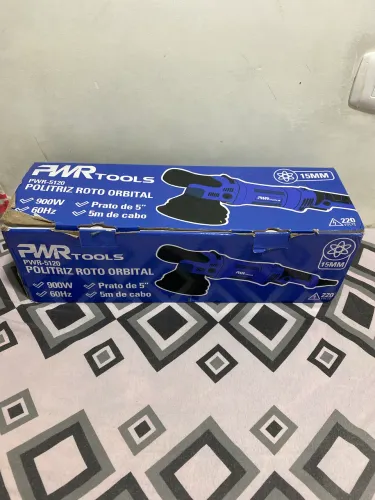 PWR TOOLS
PWR-5120
POLITRIZ ROTO ORBITAL
900W
Prato de 5"
60Hz
5m de cabo
15MM
220
PWR TOOLS
PWR-5120
POLITRIZ ROTO ORBITAL
900W
Prato de 5"
60Hz
5m de cabo
15MM
220